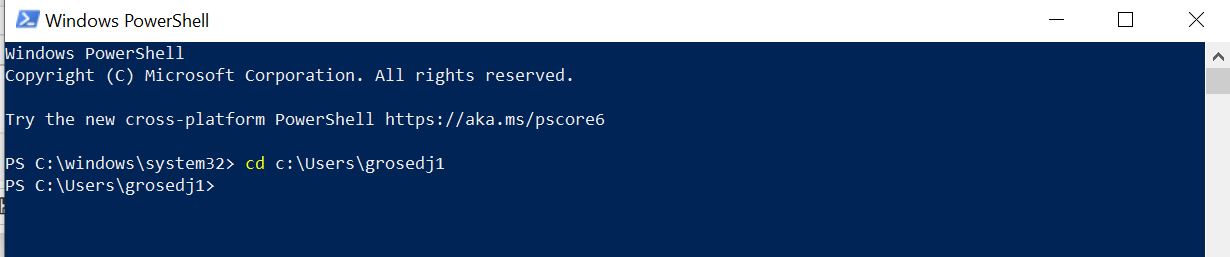 Windows PowerShell
Windows PowerShell
Copyright (C) Microsoft Corporation. All rights reserved.
Try the new cross-platform PowerShell https://aka.ms/pscore6
PS C:\windows\system32> cd c:\Users\grosedj1
PS C:\Users\grosedj1>